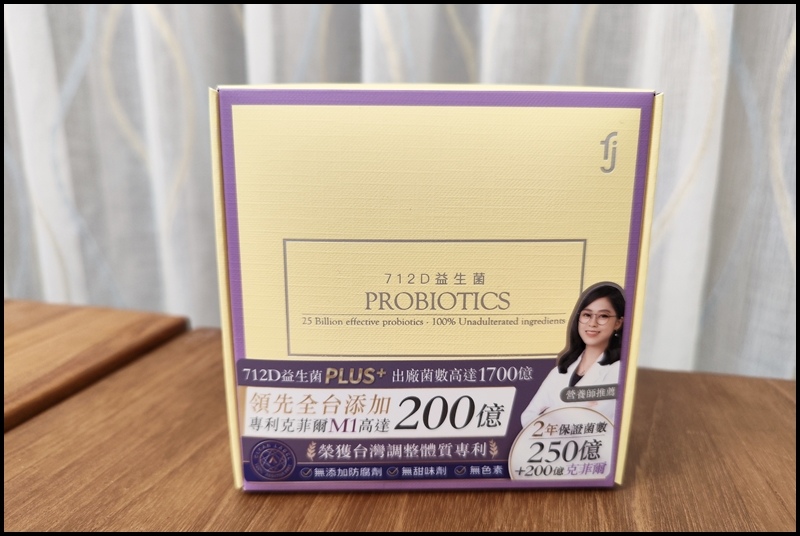 fj
712D益生菌
PROBIOTICS
25 Billion effective probiotics - 100% Unadulterated ingredients
712D益生菌PLUS+ 出廠菌數高達1700億
領先全台添加
專利克菲爾M1高達200億
榮獲台灣調整體質專利
無添加防腐劑 無甜味劑 無色素
營養師推薦
2年保證菌數
250億
+200億克菲爾